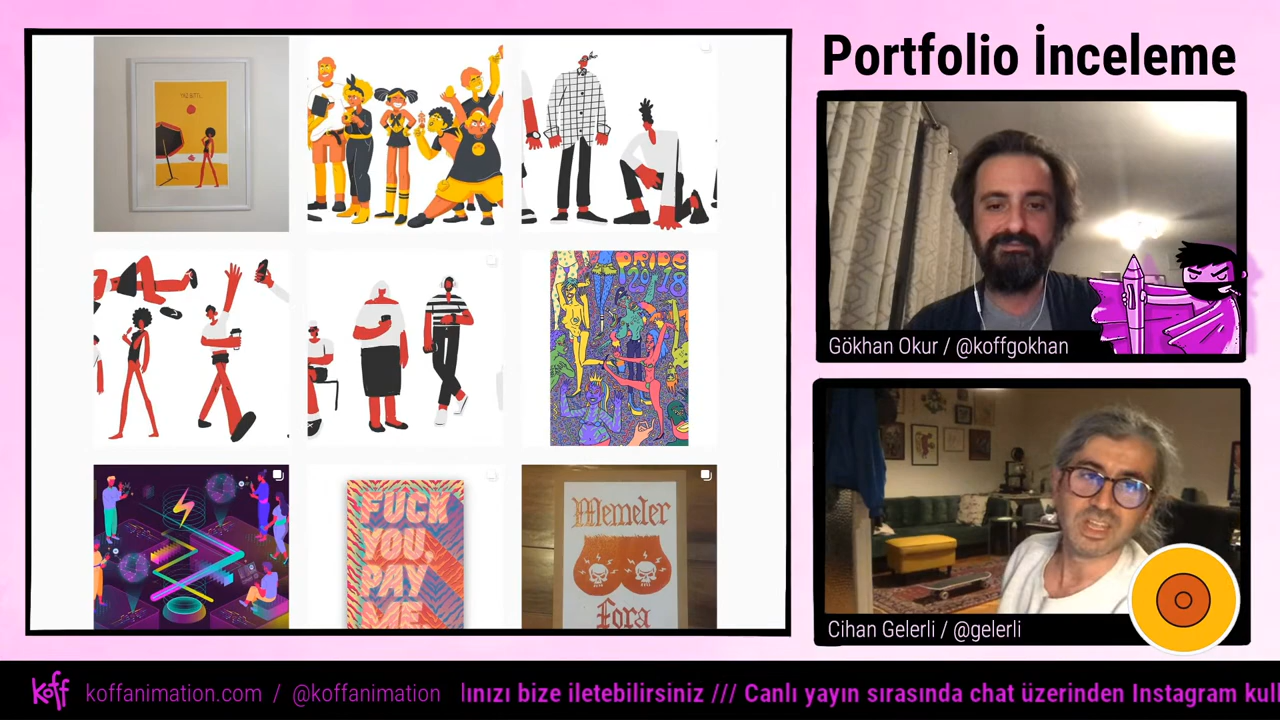 Portfolio İnceleme
PRIDE
2018
FUCK
YOU,
PAY
ME
Memeler
Fora
Gökhan Okur / @koffgokhan
Cihan Gelerli / @gelerli
Koff koffanimation.com / @koffanimation lınızı bize iletebilirsiniz /// Canlı yayın sırasında chat üzerinden Instagram kull